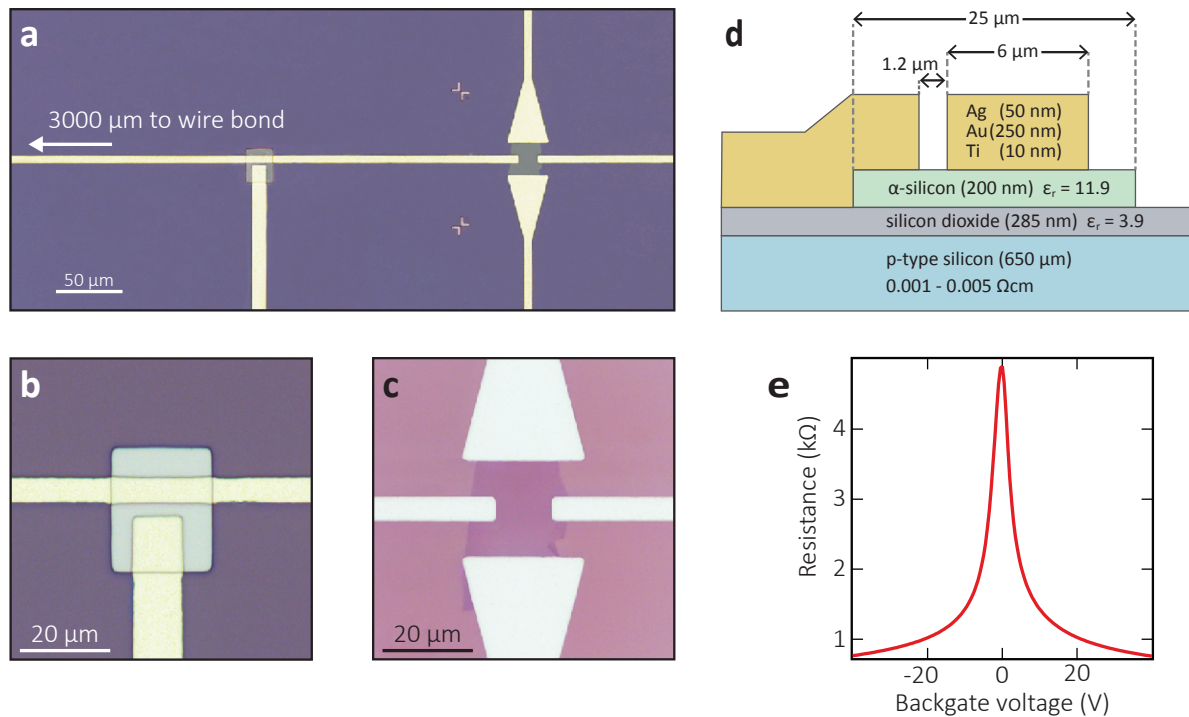 a
3000 µm to wire bond
50 µm
b
20 µm
c
20 µm
d
25 µm
1.2 µm
6 µm
Ag (50 nm)
Au (250 nm)
Ti (10 nm)
α-silicon (200 nm) εr = 11.9
silicon dioxide (285 nm) εr = 3.9
p-type silicon (650 µm)
0.001 - 0.005 Ωcm
e
Resistance (kΩ)
4
3
2
1
-20
0
20
Backgate voltage (V)